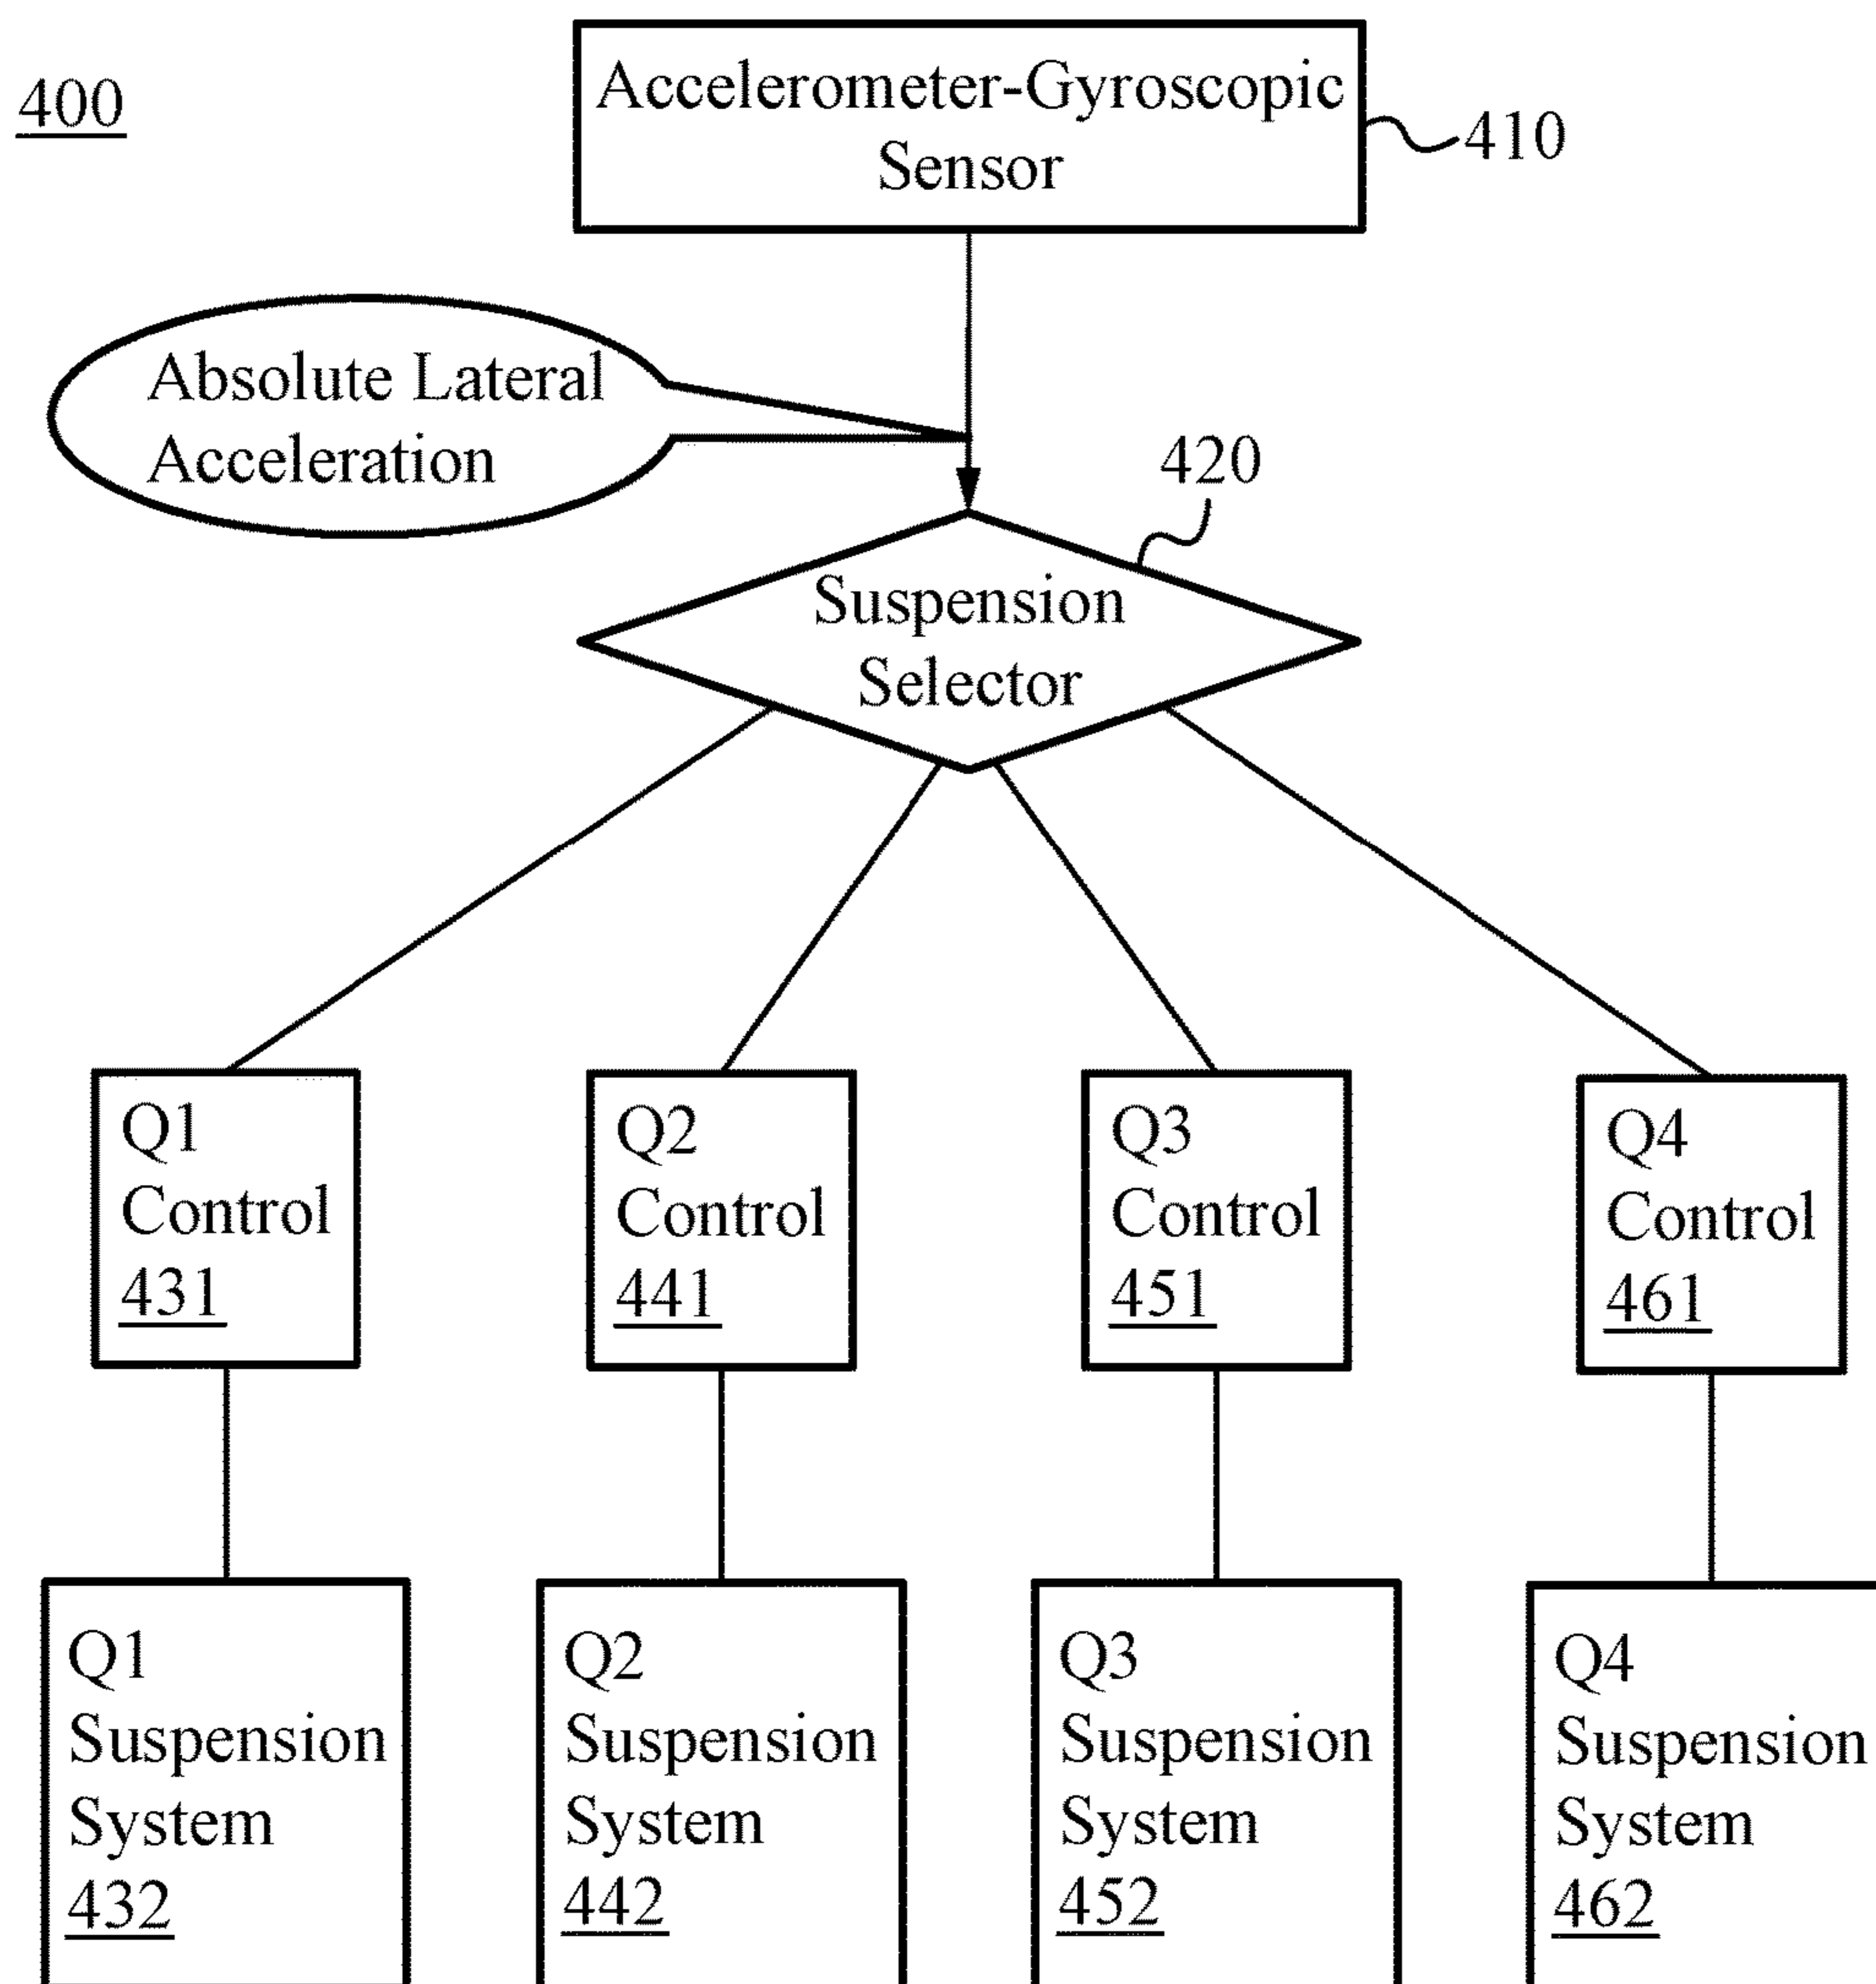 400
Accelerometer-Gyroscopic
Sensor
410
Absolute Lateral
Acceleration
420
Suspension
Selector
Q1
Control
431
Q2
Control
441
Q3
Control
451
Q4
Control
461
Q1
Suspension
System
432
Q2
Suspension
System
442
Q3
Suspension
System
452
Q4
Suspension
System
462